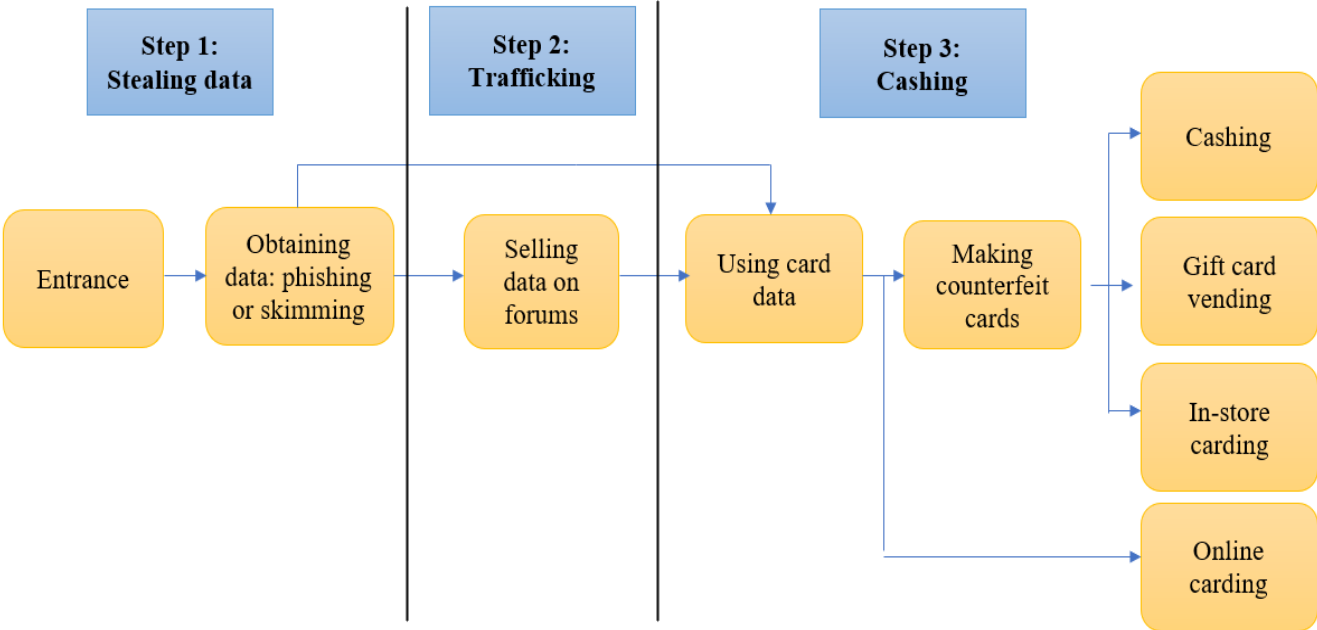 Step 1:
Stealing data
Step 2:
Trafficking
Step 3:
Cashing
Entrance
Obtaining
data: phishing
or skimming
Selling
data on
forums
Using card
data
Making
counterfeit
cards
Cashing
Gift card
vending
In-store
carding
Online
carding